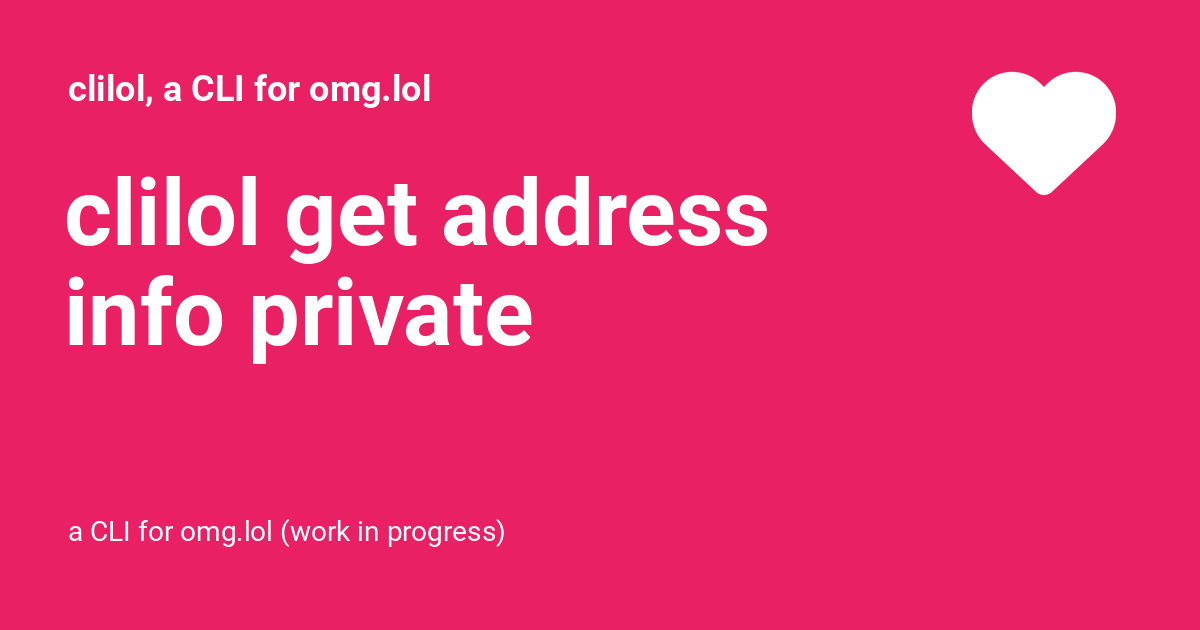 clilol, a CLI for omg.lol
clilol get address
info private
a CLI for omg.lol (work in progress)